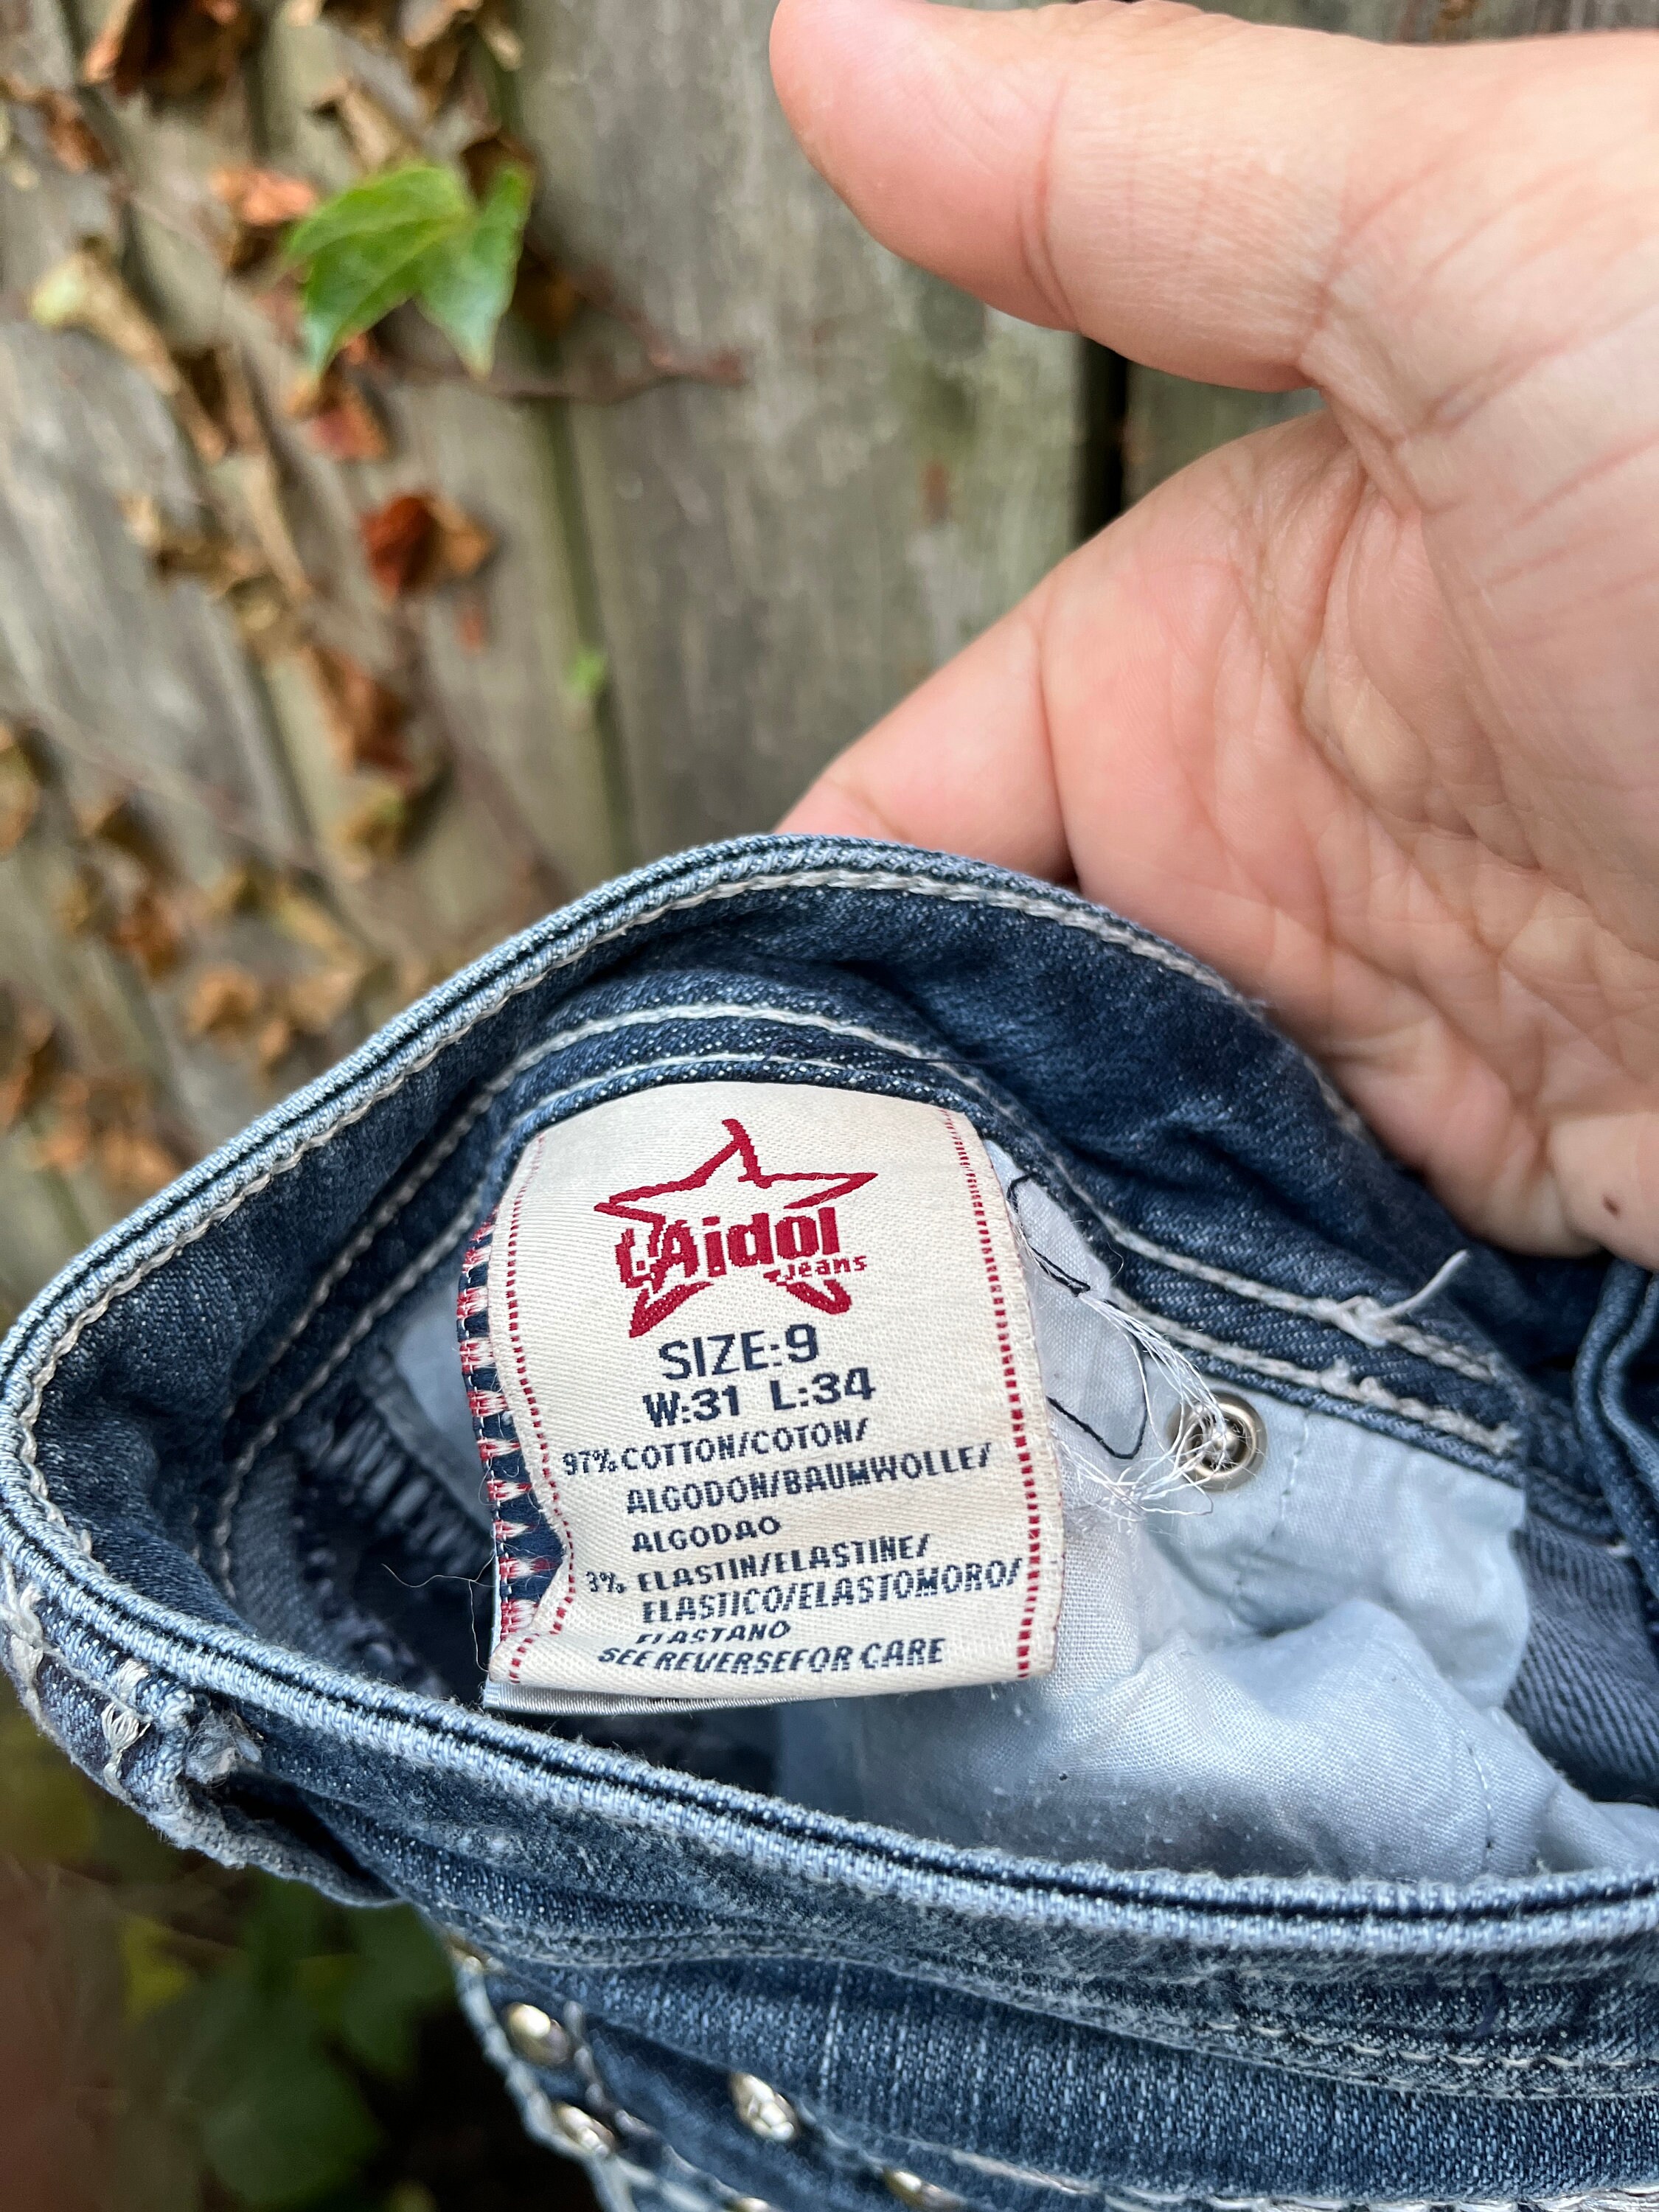 L.Aidol
Jeans
SIZE:9
W:31 L:34
97% COTTON/COTON/
ALGODON/BAUMWOLLE/
ALGODAO
3% ELASTIN/ELASTINE/
ELASTICO/ELASTOMORO/
ELASTANO
SEE REVERSEFOR CARE